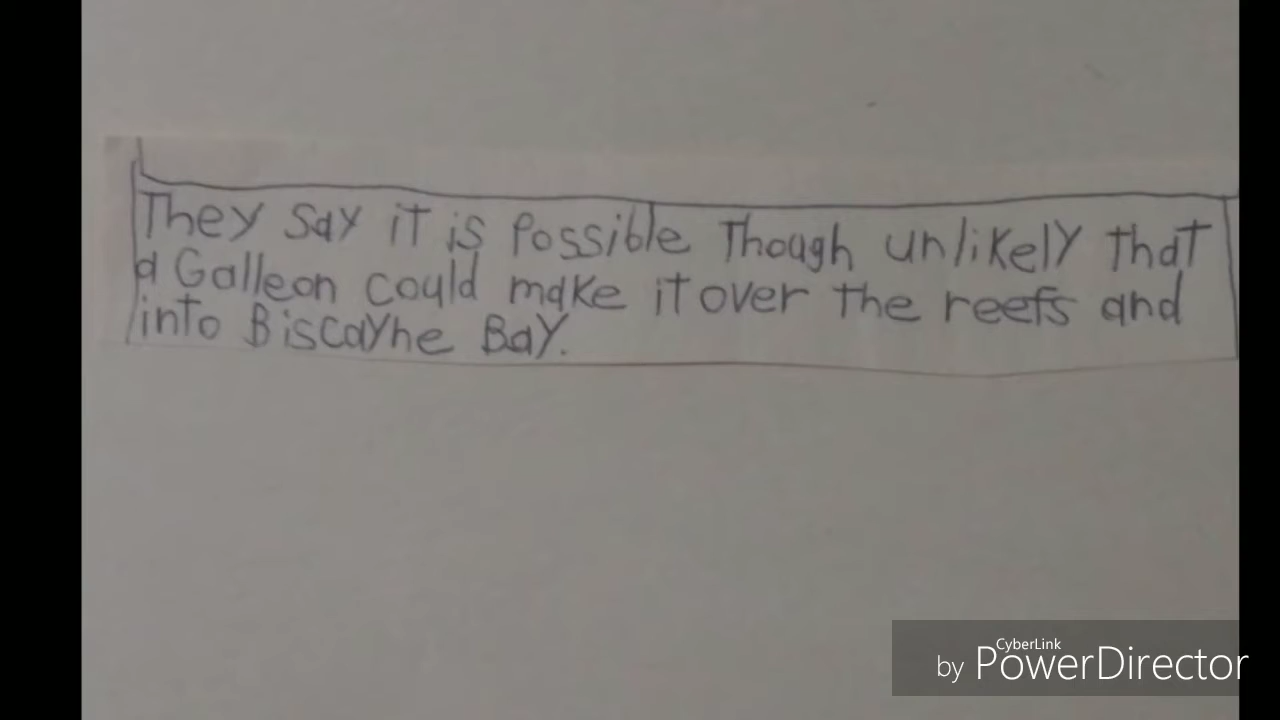 They say it is Possible Though unlikely that
a Galleon could make it over the reefs and
into Biscayne Bay.
CyberLink
by PowerDirector